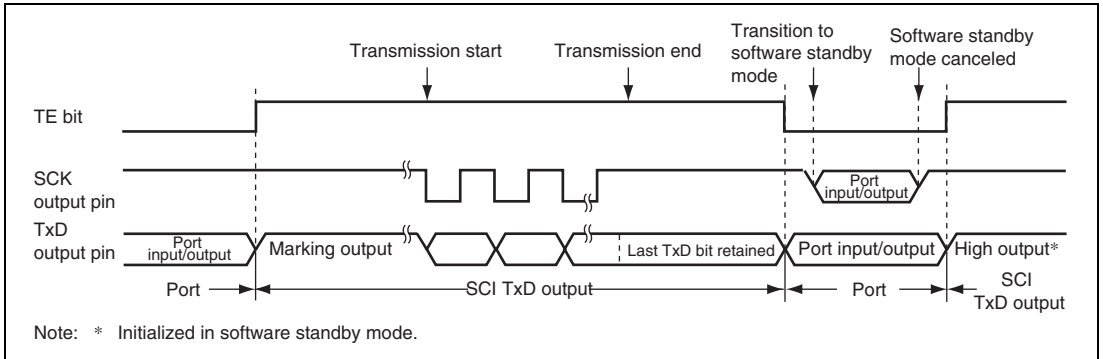 Transmission start
Transmission end
Transition to
software standby
mode
Software standby
mode canceled
TE bit
SCK
output pin
Port
input/output
TxD
output pin
Port
input/output
Marking output
Last TxD bit retained
Port input/output
High output*
Port
SCI TxD output
Port
SCI
TxD output
Note: * Initialized in software standby mode.